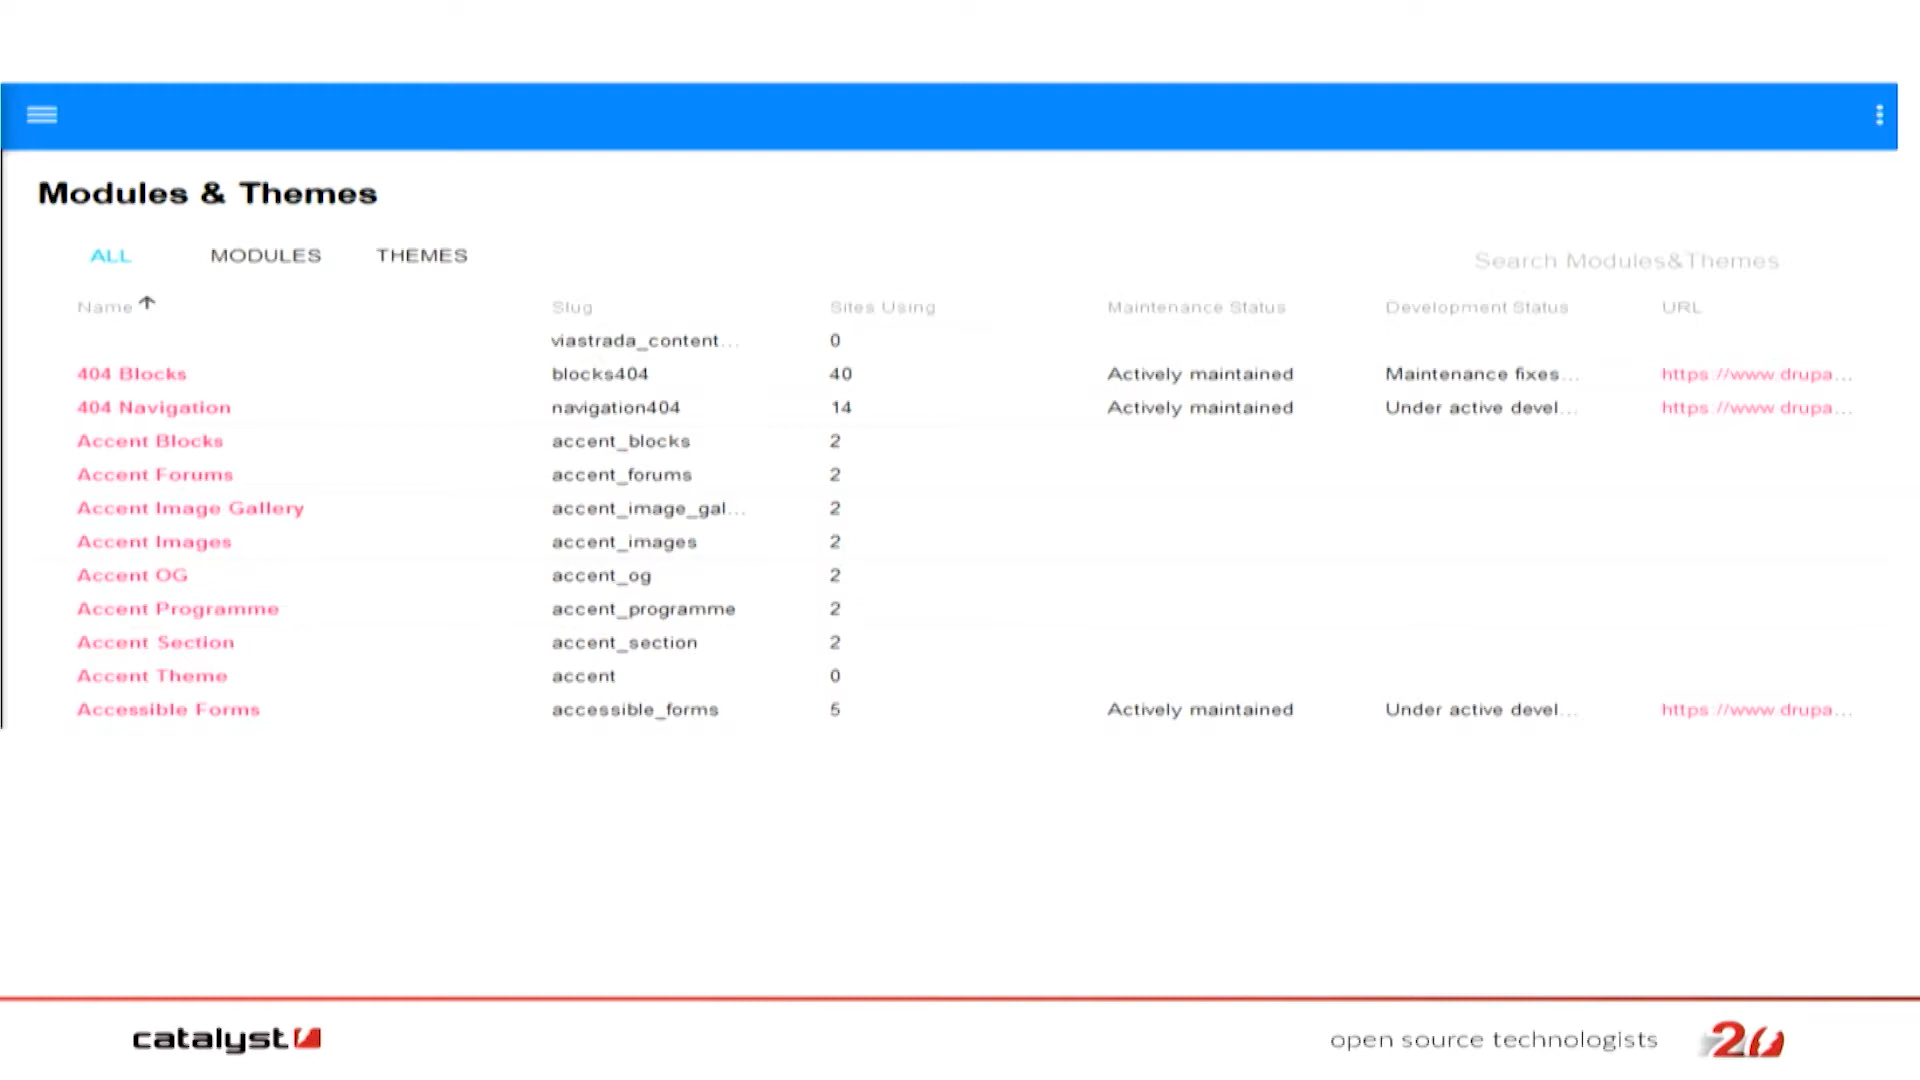 Modules & Themes
ALL MODULES THEMES Search Modules&Themes
Name Slug Sites Using Maintenance Status Development Status URL
viastrada_content... 0
404 Blocks blocks404 40 Actively maintained Maintenance fixes... https://www.drupa...
404 Navigation navigation404 14 Actively maintained Under active devel... https://www.drupa...
Accent Blocks accent_blocks 2
Accent Forums accent_forums 2
Accent Image Gallery accent_image_gal... 2
Accent Images accent_images 2
Accent OG accent_og 2
Accent Programme accent_programme 2
Accent Section accent_section 2
Accent Theme accent 0
Accessible Forms accessible_forms 5 Actively maintained Under active devel... https://www.drupa...
catalyst open source technologists 20